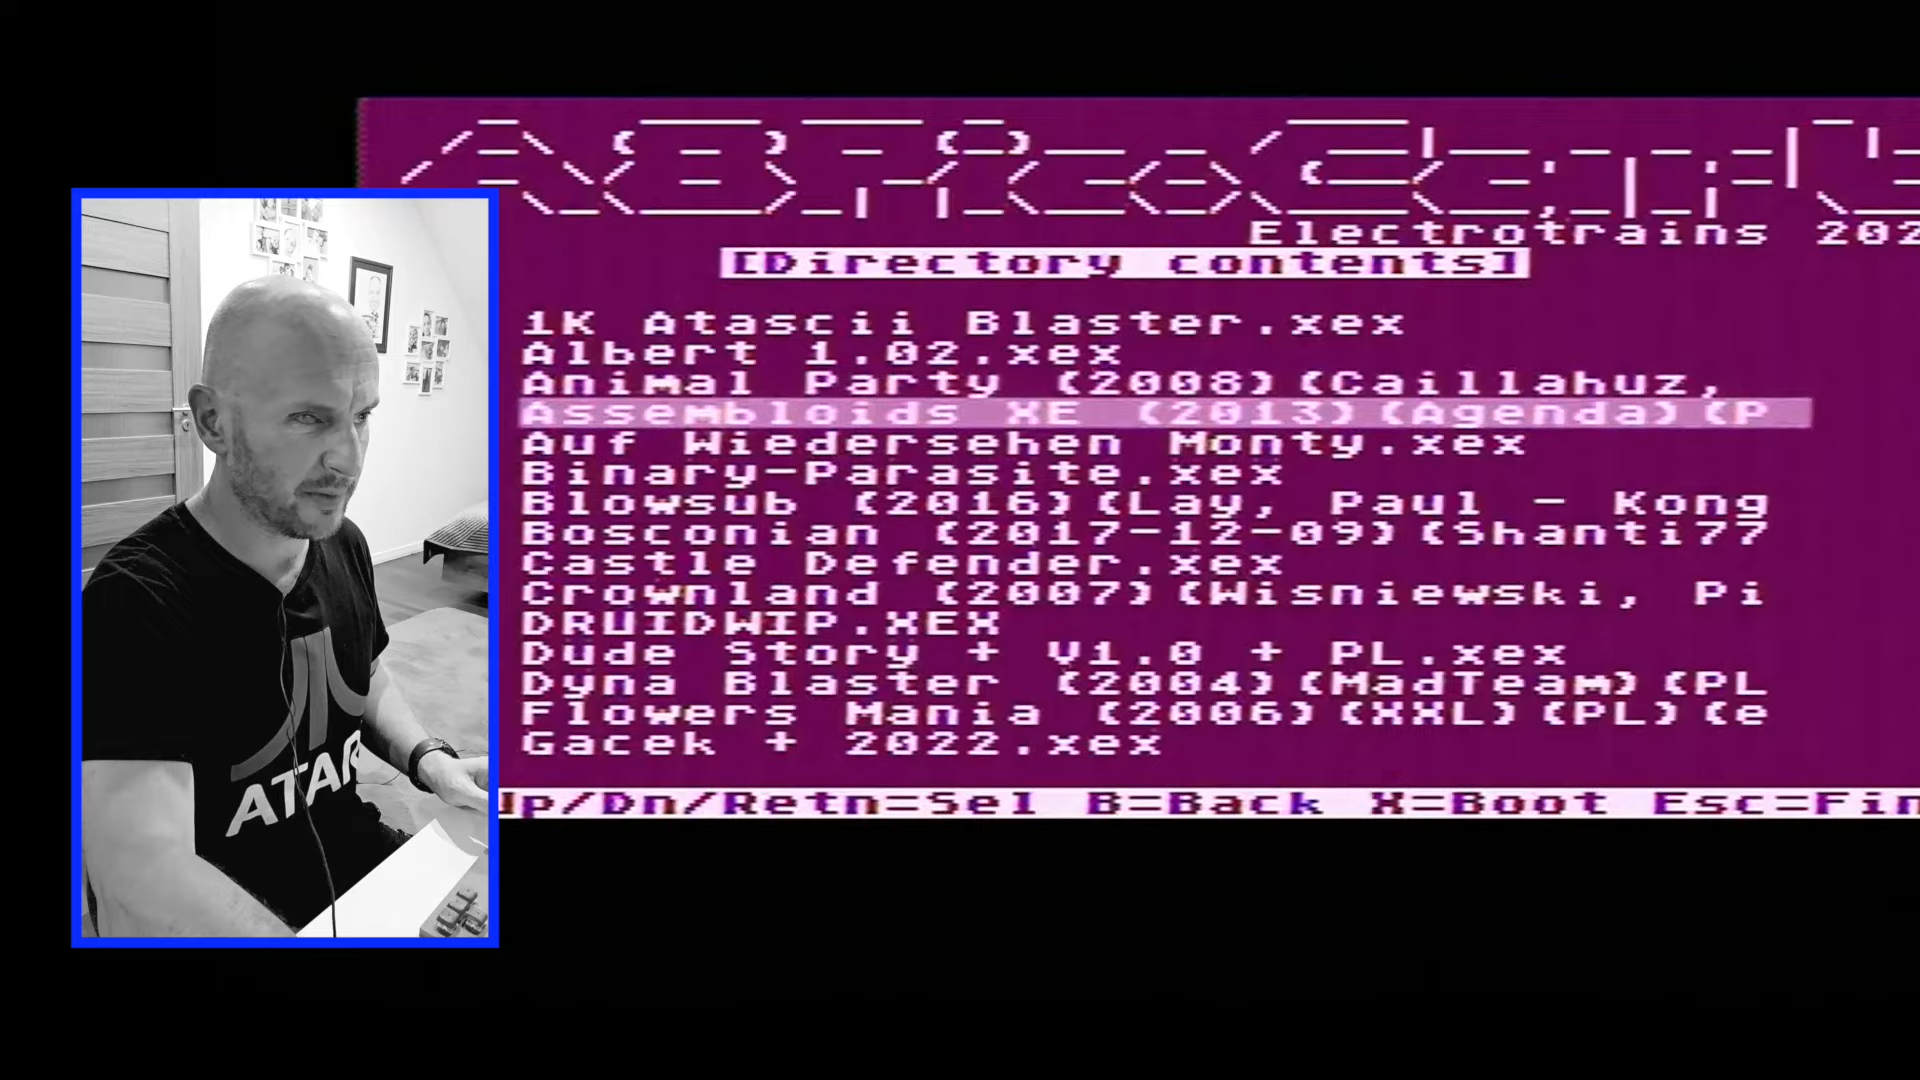 Electrotrains 202
[Directory contents]
1K Atascii Blaster.xex
Albert 1.02.xex
Animal Party (2008)(Caillahuz,
Assembloids XE (2013)(Agenda)(P
Auf Wiedersehen Monty.xex
Binary-Parasite.xex
Blowsub (2016)(Lay, Paul - Kong
Bosconian (2017-12-09)(Shanti77
Castle Defender.xex
Crownland (2007)(Wisniewski, Pi
DRUIDWIP.XEX
Dude Story + V1.0 + PL.xex
Dyna Blaster (2004)(MadTeam)(PL
Flowers Mania (2006)(XXL)(PL)(e
Gacek + 2022.xex
Up/Dn/Retn=Sel B=Back X=Boot Esc=Fin
ATARI